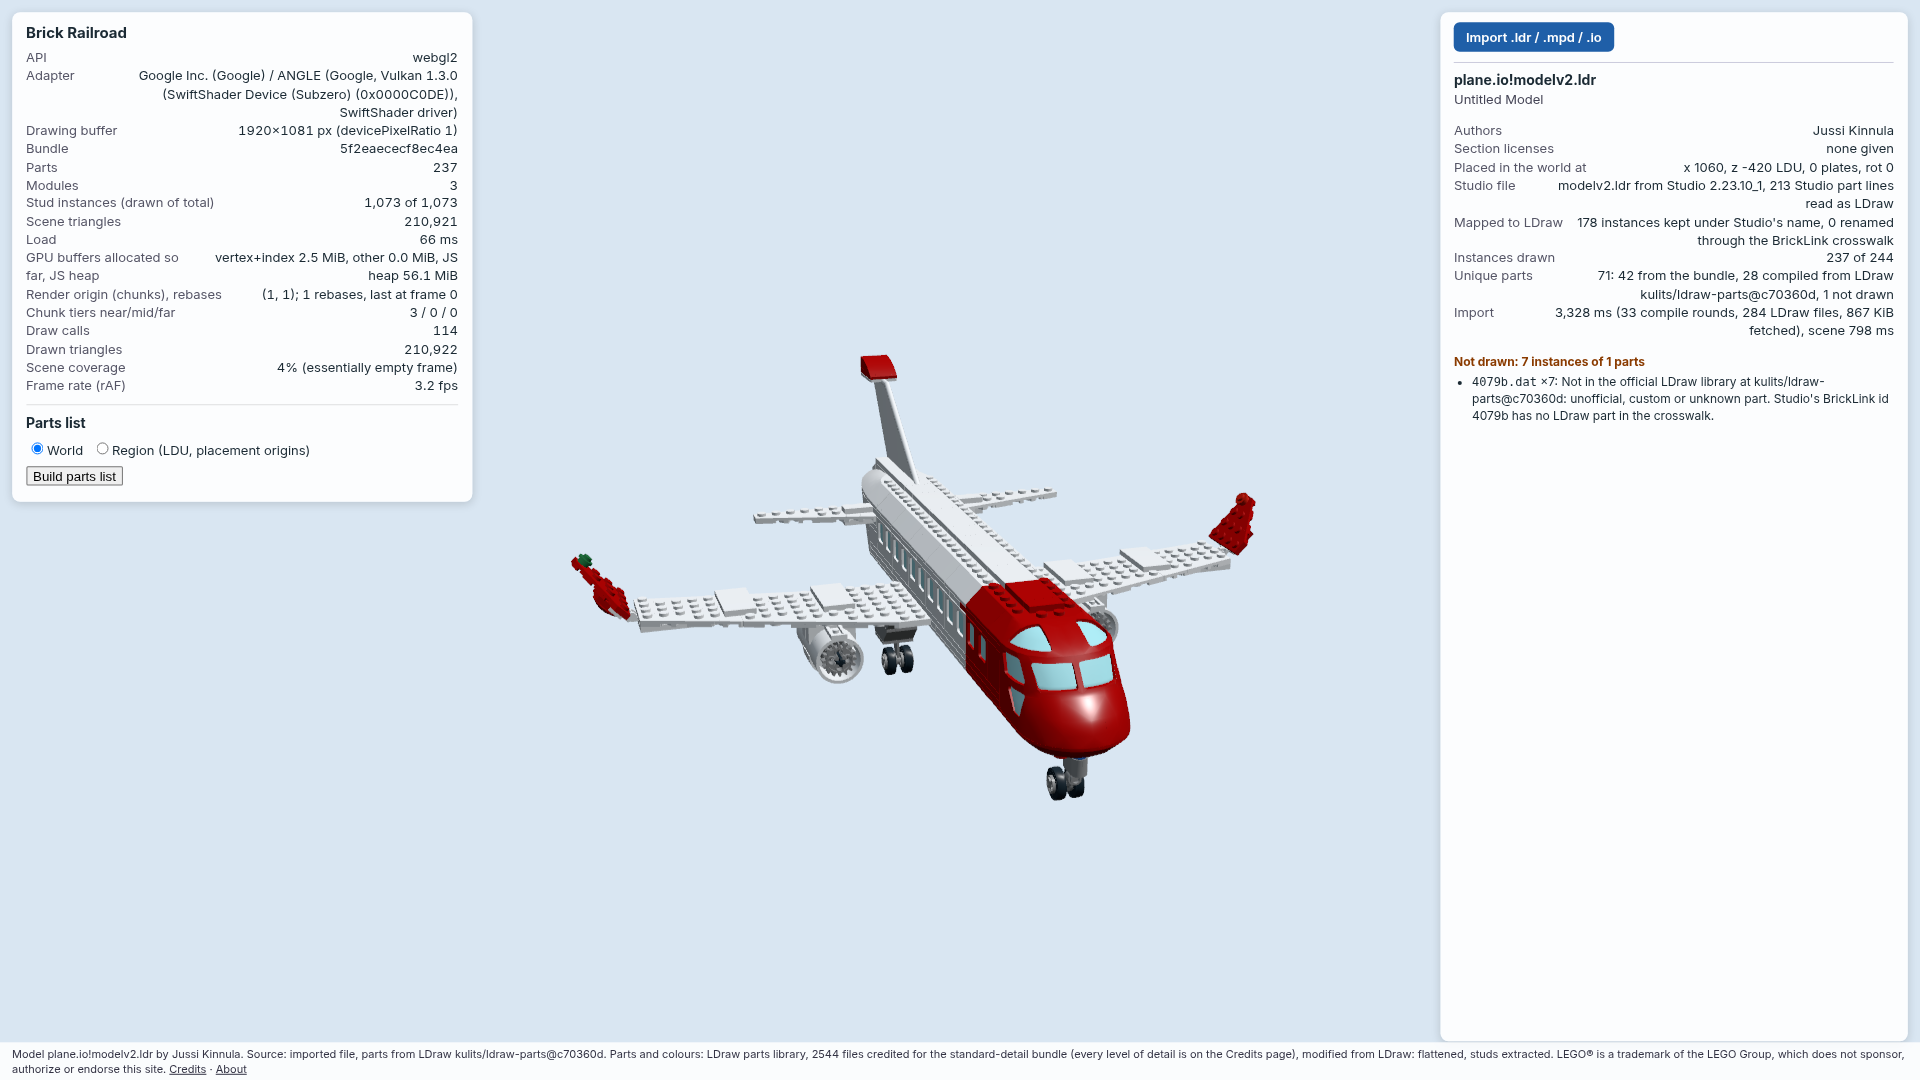 Brick Railroad
API webgl2
Adapter Google Inc. (Google) / ANGLE (Google, Vulkan 1.3.0
(SwiftShader Device (Subzero) (0x0000C0DE)),
SwiftShader driver)
Drawing buffer 1920×1081 px (devicePixelRatio 1)
Bundle 5f2eaececf8ec4ea
Parts 237
Modules 3
Stud instances (drawn of total) 1,073 of 1,073
Scene triangles 210,921
Load 66 ms
GPU buffers allocated so vertex+index 2.5 MiB, other 0.0 MiB, JS
far, JS heap heap 56.1 MiB
Render origin (chunks), rebases (1, 1); 1 rebases, last at frame 0
Chunk tiers near/mid/far 3 / 0 / 0
Draw calls 114
Drawn triangles 210,922
Scene coverage 4% (essentially empty frame)
Frame rate (rAF) 3.2 fps
Parts list
World Region (LDU, placement origins)
Build parts list
Import .ldr / .mpd / .io
plane.io!modelv2.ldr
Untitled Model
Authors Jussi Kinnula
Section licenses none given
Placed in the world at x 1060, z -420 LDU, 0 plates, rot 0
Studio file modelv2.ldr from Studio 2.23.10_1, 213 Studio part lines
read as LDraw
Mapped to LDraw 178 instances kept under Studio's name, 0 renamed
through the BrickLink crosswalk
Instances drawn 237 of 244
Unique parts 71: 42 from the bundle, 28 compiled from LDraw
kulits/ldraw-parts@c70360d, 1 not drawn
Import 3,328 ms (33 compile rounds, 284 LDraw files, 867 KiB
fetched), scene 798 ms
Not drawn: 7 instances of 1 parts
• 4079b.dat ×7: Not in the official LDraw library at kulits/ldraw-
parts@c70360d: unofficial, custom or unknown part. Studio's BrickLink id
4079b has no LDraw part in the crosswalk.
Model plane.io!modelv2.ldr by Jussi Kinnula. Source: imported file, parts from LDraw kulits/ldraw-parts@c70360d. Parts and colours: LDraw parts library, 2544 files credited for the standard-detail bundle (every level of detail is on the Credits page), modified from LDraw: flattened, studs extracted. LEGO® is a trademark of the LEGO Group, which does not sponsor,
authorize or endorse this site. Credits · About